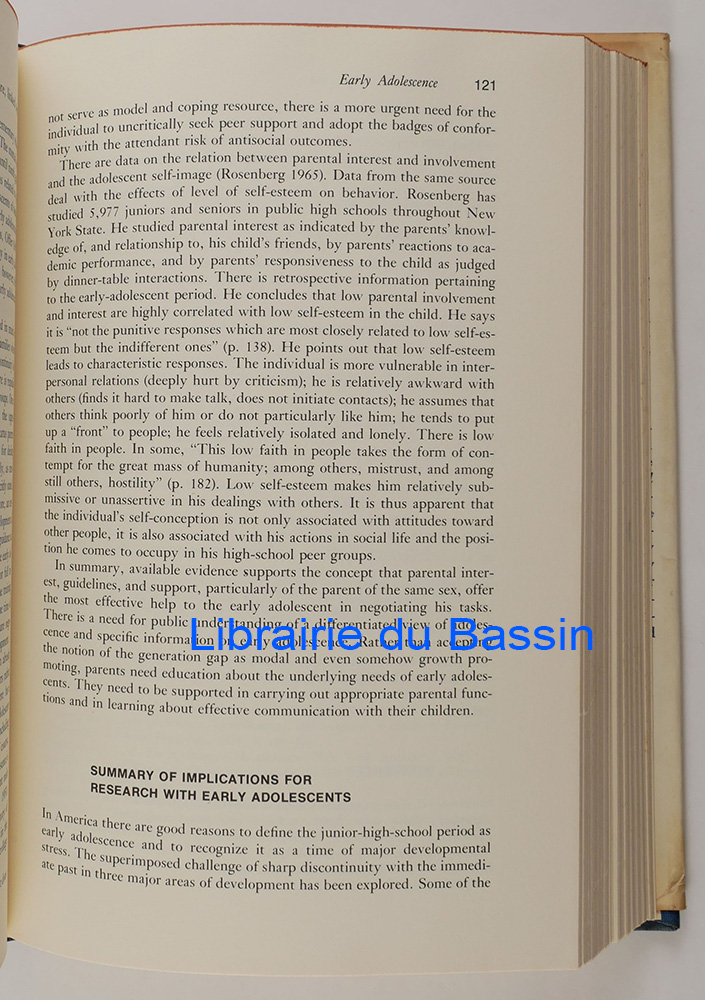 Early Adolescence 121
not serve as model and coping resource, there is a more urgent need for the
individual to uncritically seek peer support and adopt the badges of confor-
mity with the attendant risk of antisocial outcomes.
There are data on the relation between parental interest and involvement
and the adolescent self-image (Rosenberg 1965). Data from the same source
deal with the effects of level of self-esteem on behavior. Rosenberg has
studied 5,977 juniors and seniors in public high schools throughout New
York State. He studied parental interest as indicated by the parents' knowl-
edge of, and relationship to, his child's friends, by parents' reactions to aca-
demic performance, and by parents' responsiveness to the child as judged
by dinner-table interactions. There is retrospective information pertaining
to the early-adolescent period. He concludes that low parental involvement
and interest are highly correlated with low self-esteem in the child. He says
it is "not the punitive responses which are most closely related to low self-es-
teem but the indifferent ones" (p. 138). He points out that low self-esteem
leads to characteristic responses. The individual is more vulnerable in inter-
personal relations (deeply hurt by criticism); he is relatively awkward with
others (finds it hard to make talk, does not initiate contacts); he assumes that
others think poorly of him or do not particularly like him; he tends to put
up a "front" to people; he feels relatively isolated and lonely. There is low
faith in people. In some, "This low faith in people takes the form of con-
tempt for the great mass of humanity; among others, mistrust, and among
still others, hostility" (p. 182). Low self-esteem makes him relatively sub-
missive or unassertive in his dealings with others. It is thus apparent that
the individual's self-conception is not only associated with attitudes toward
other people, it is also associated with his actions in social life and the posi-
tion he comes to occupy in his high-school peer groups.
In summary, available evidence supports the concept that parental inter-
est, guidelines, and support, particularly of the parent of the same sex, offer
the most effective help to the early adolescent in negotiating his tasks.
There is a need for public understanding of a differentiated view of adoles-
cence and specific information on early adolescence. Rather than accepting
Librairie du Bassin
the notion of the generation gap as modal and even somehow growth pro-
moting, parents need education about the underlying needs of early adoles-
cents. They need to be supported in carrying out appropriate parental func-
tions and in learning about effective communication with their children.
SUMMARY OF IMPLICATIONS FOR
RESEARCH WITH EARLY ADOLESCENTS
In America there are good reasons to define the junior-high-school period as
early adolescence and to recognize it as a time of major developmental
stress. The superimposed challenge of sharp discontinuity with the immedi-
ate past in three major areas of development has been explored. Some of the